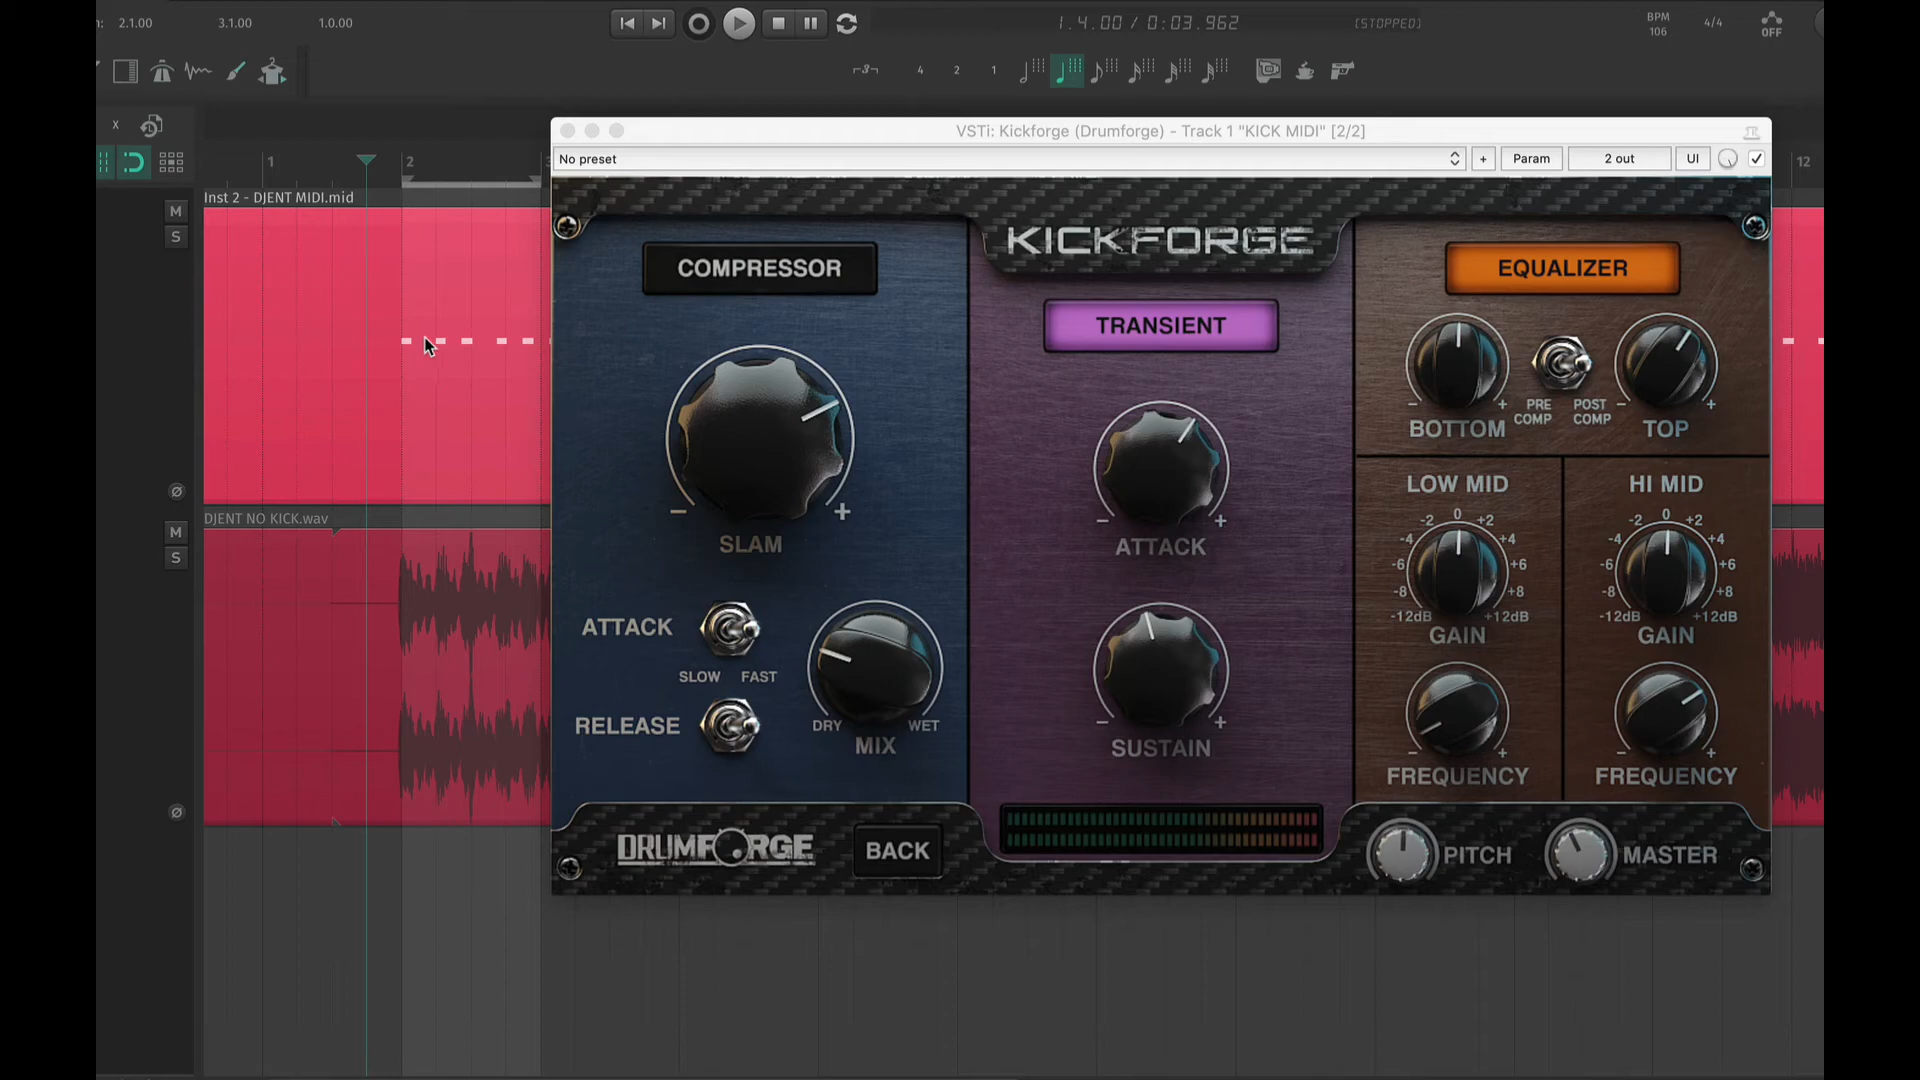 : 2.1.00 3.1.00 1.0.00 1.4.00 / 0:03.962 [STOPPED] BPM 4/4
106 OFF
-3- 4 2 1
x
VSTi: Kickforge (Drumforge) - Track 1 "KICK MIDI" [2/2]
No preset + Param 2 out UI
1 2 12
Inst 2 - DJENT MIDI.mid
M
S
KICKFORGE
COMPRESSOR
SLAM
- +
ATTACK
SLOW FAST
RELEASE
DRY WET
MIX
TRANSIENT
- +
ATTACK
- +
SUSTAIN
EQUALIZER
- +
BOTTOM
PRE COMP
POST COMP
- +
TOP
LOW MID
-2 0 +2
-4 +4
-6 +6
-8 +8
-12dB +12dB
GAIN
- +
FREQUENCY
HI MID
-2 0 +2
-4 +4
-6 +6
-8 +8
-12dB +12dB
GAIN
- +
FREQUENCY
Ø
DJENT NO KICK.wav
M
S
Ø
DRUMFORGE
BACK
PITCH
MASTER